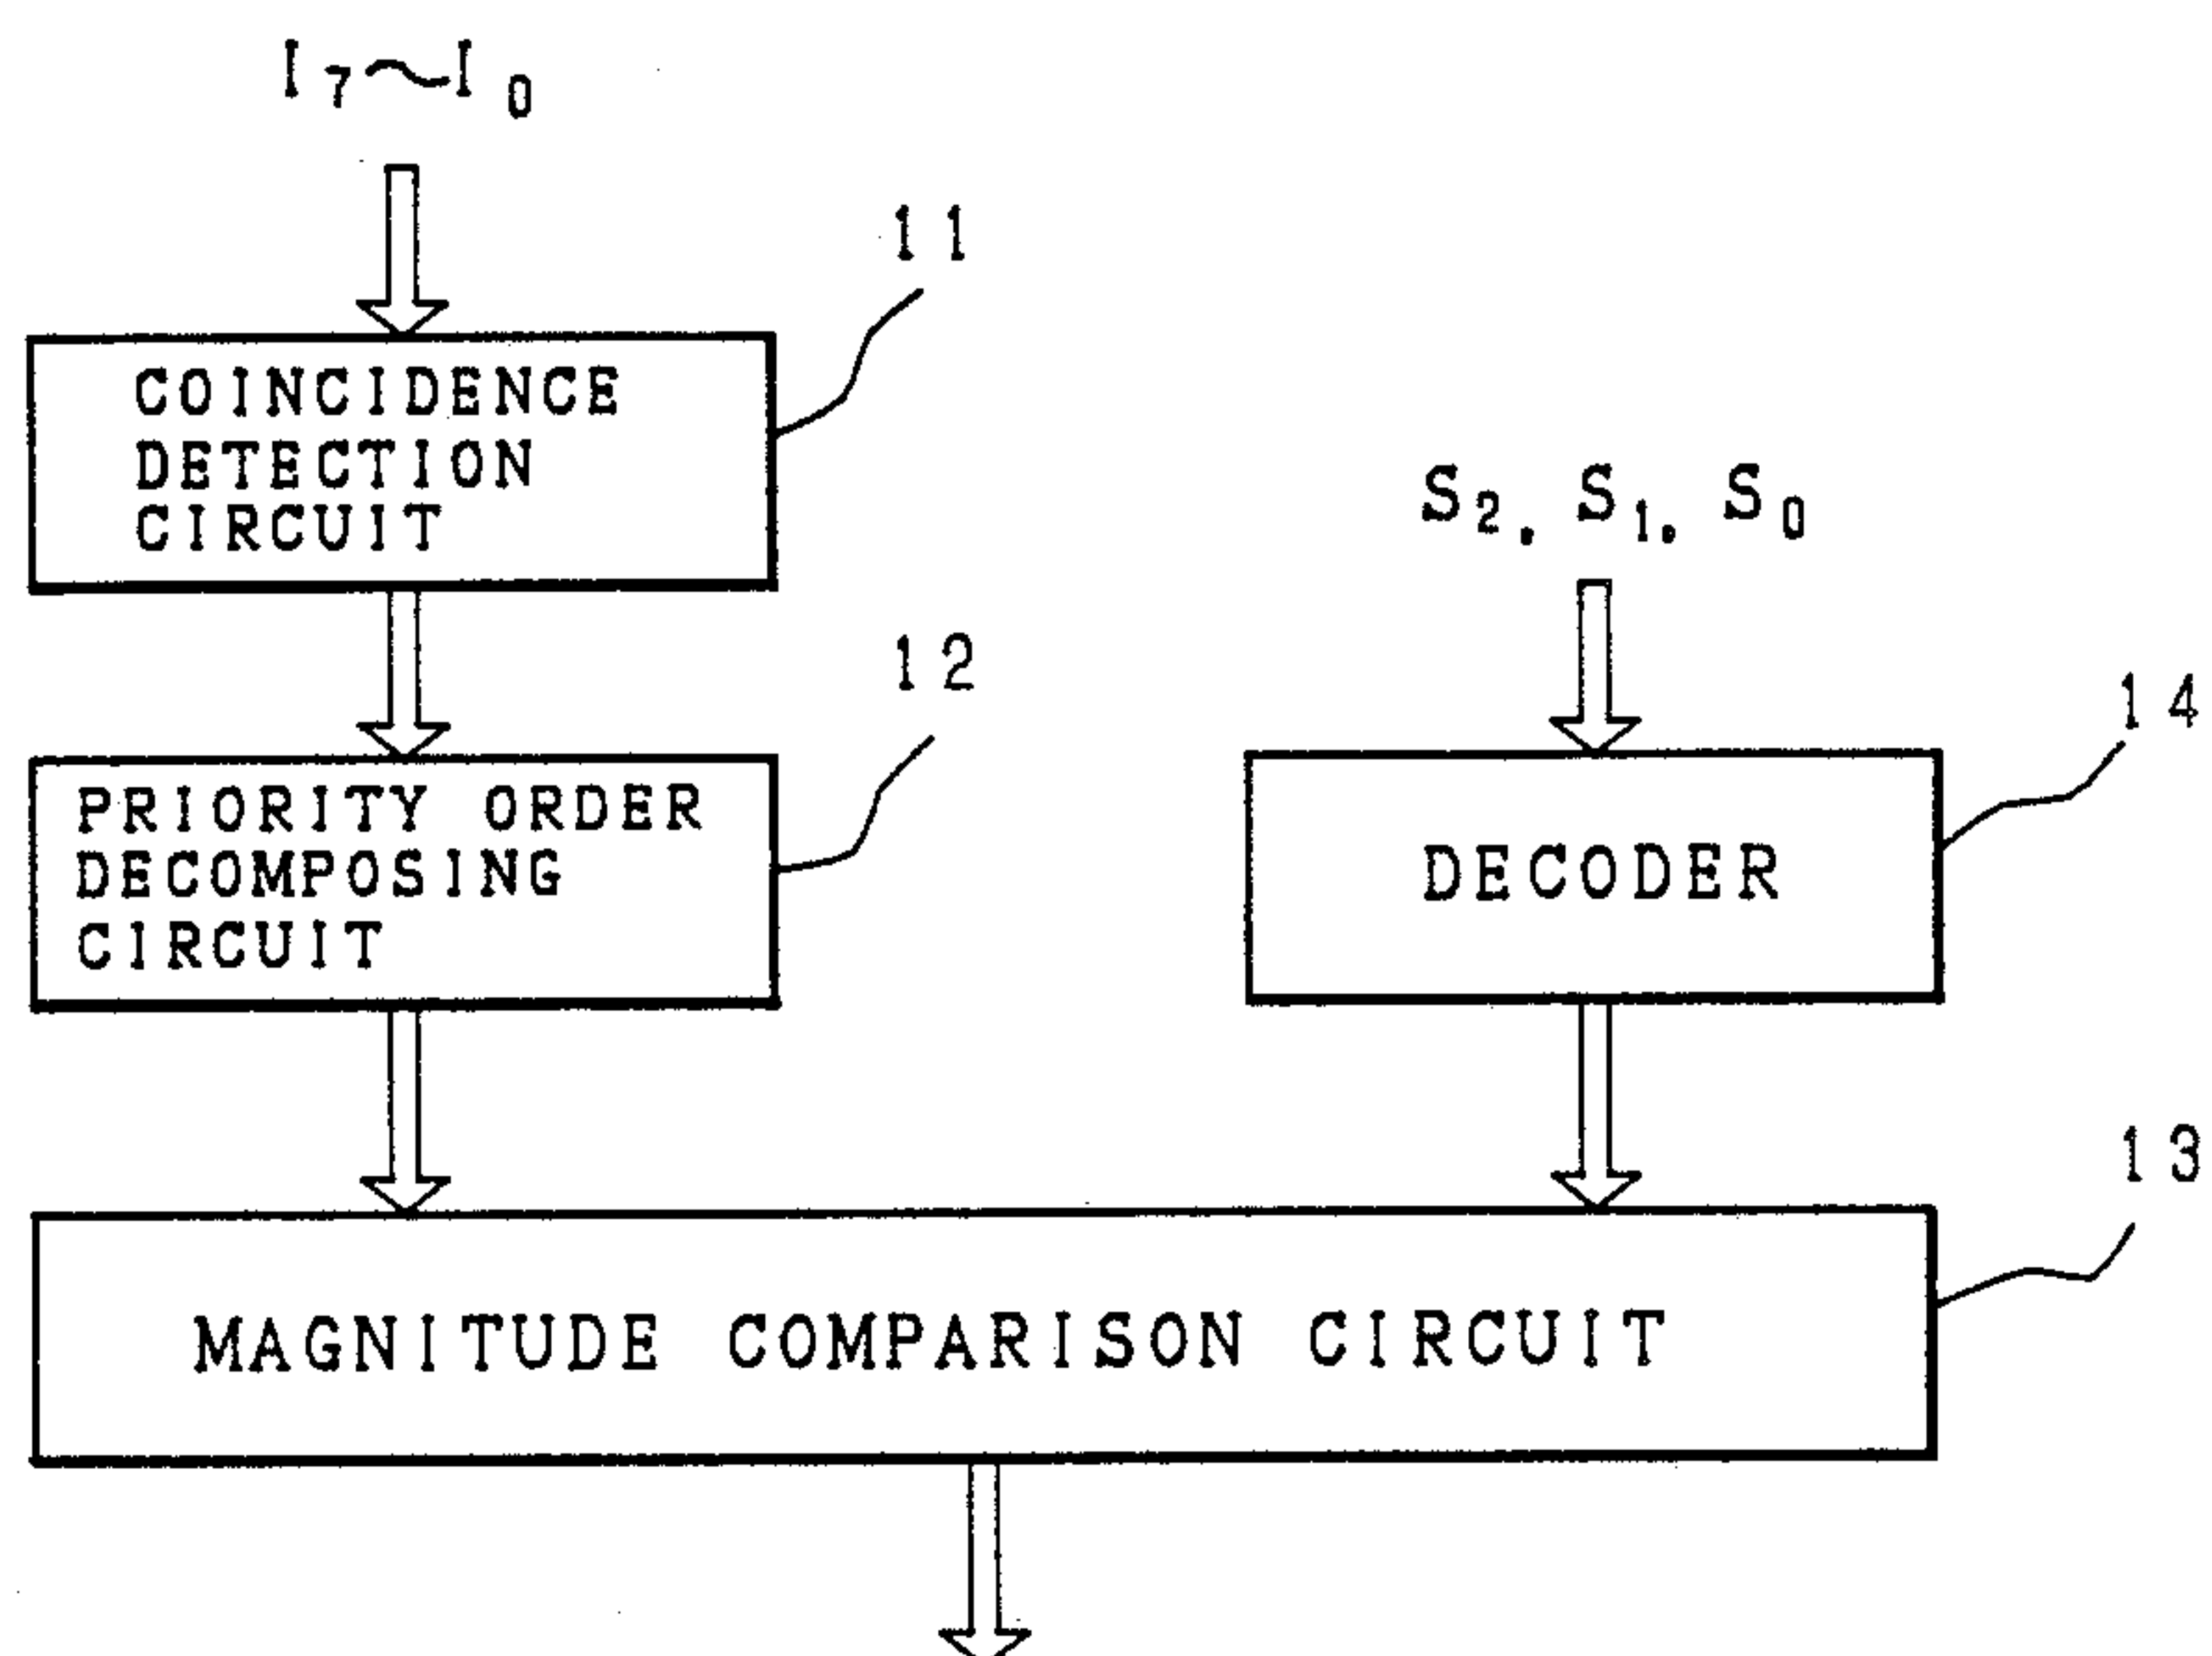 I₇~I₀
11
COINCIDENCE
DETECTION
CIRCUIT
S₂, S₁, S₀
12
14
PRIORITY ORDER
DECOMPOSING
CIRCUIT
DECODER
13
MAGNITUDE COMPARISON CIRCUIT